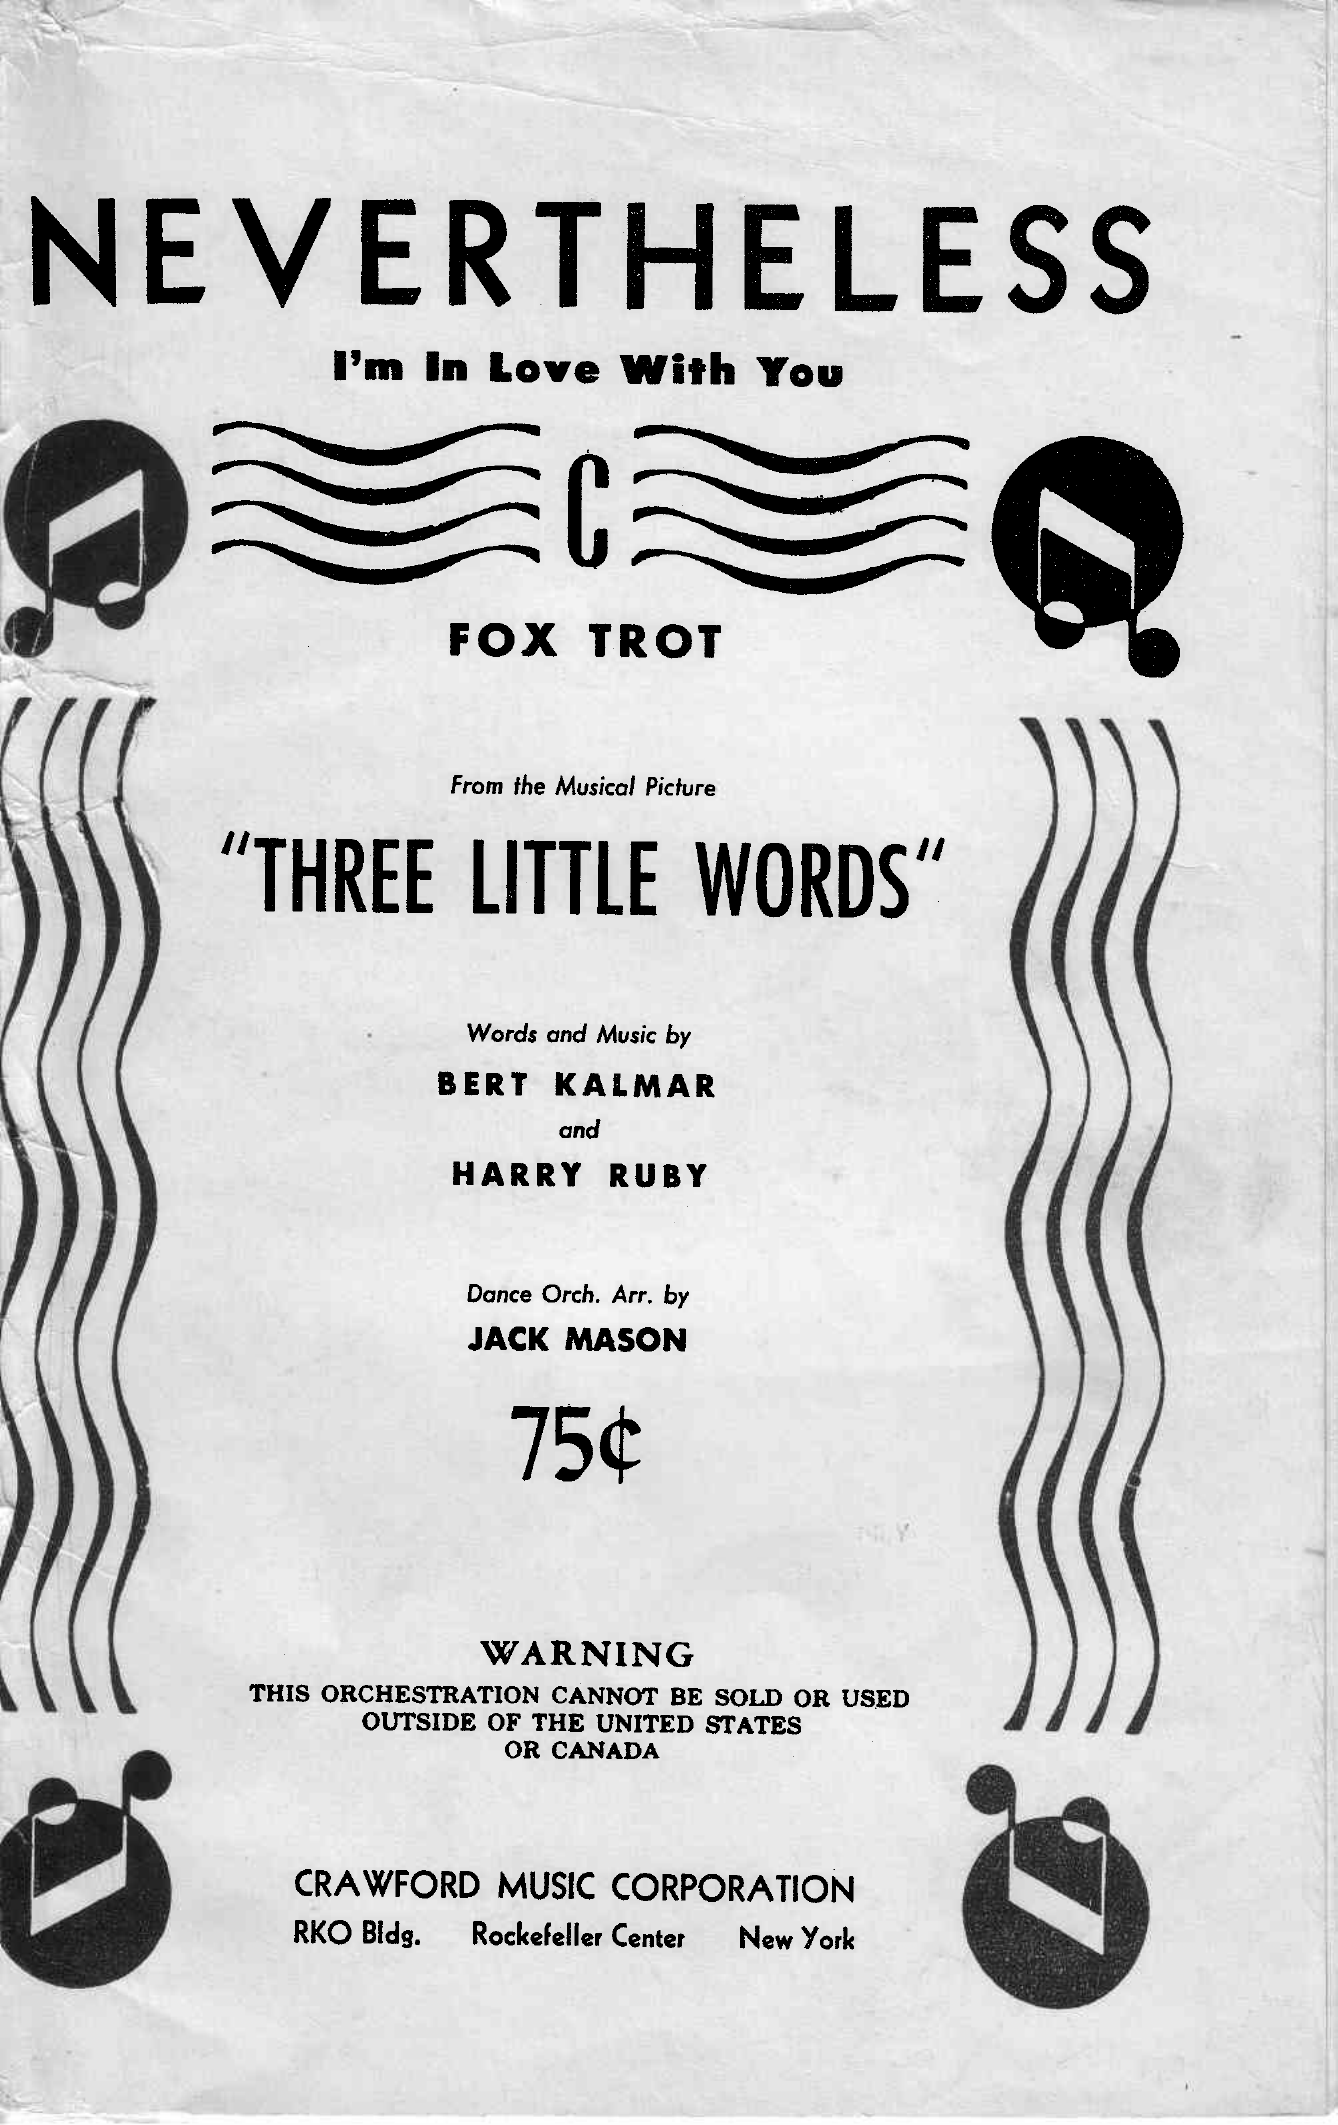 NEVERTHELESS
I'm In Love With You
C
FOX TROT
From the Musical Picture
"THREE LITTLE WORDS"
Words and Music by
BERT KALMAR
and
HARRY RUBY
Dance Orch. Arr. by
JACK MASON
75¢
WARNING
THIS ORCHESTRATION CANNOT BE SOLD OR USED
OUTSIDE OF THE UNITED STATES
OR CANADA
CRAWFORD MUSIC CORPORATION
RKO Bldg. Rockefeller Center New York